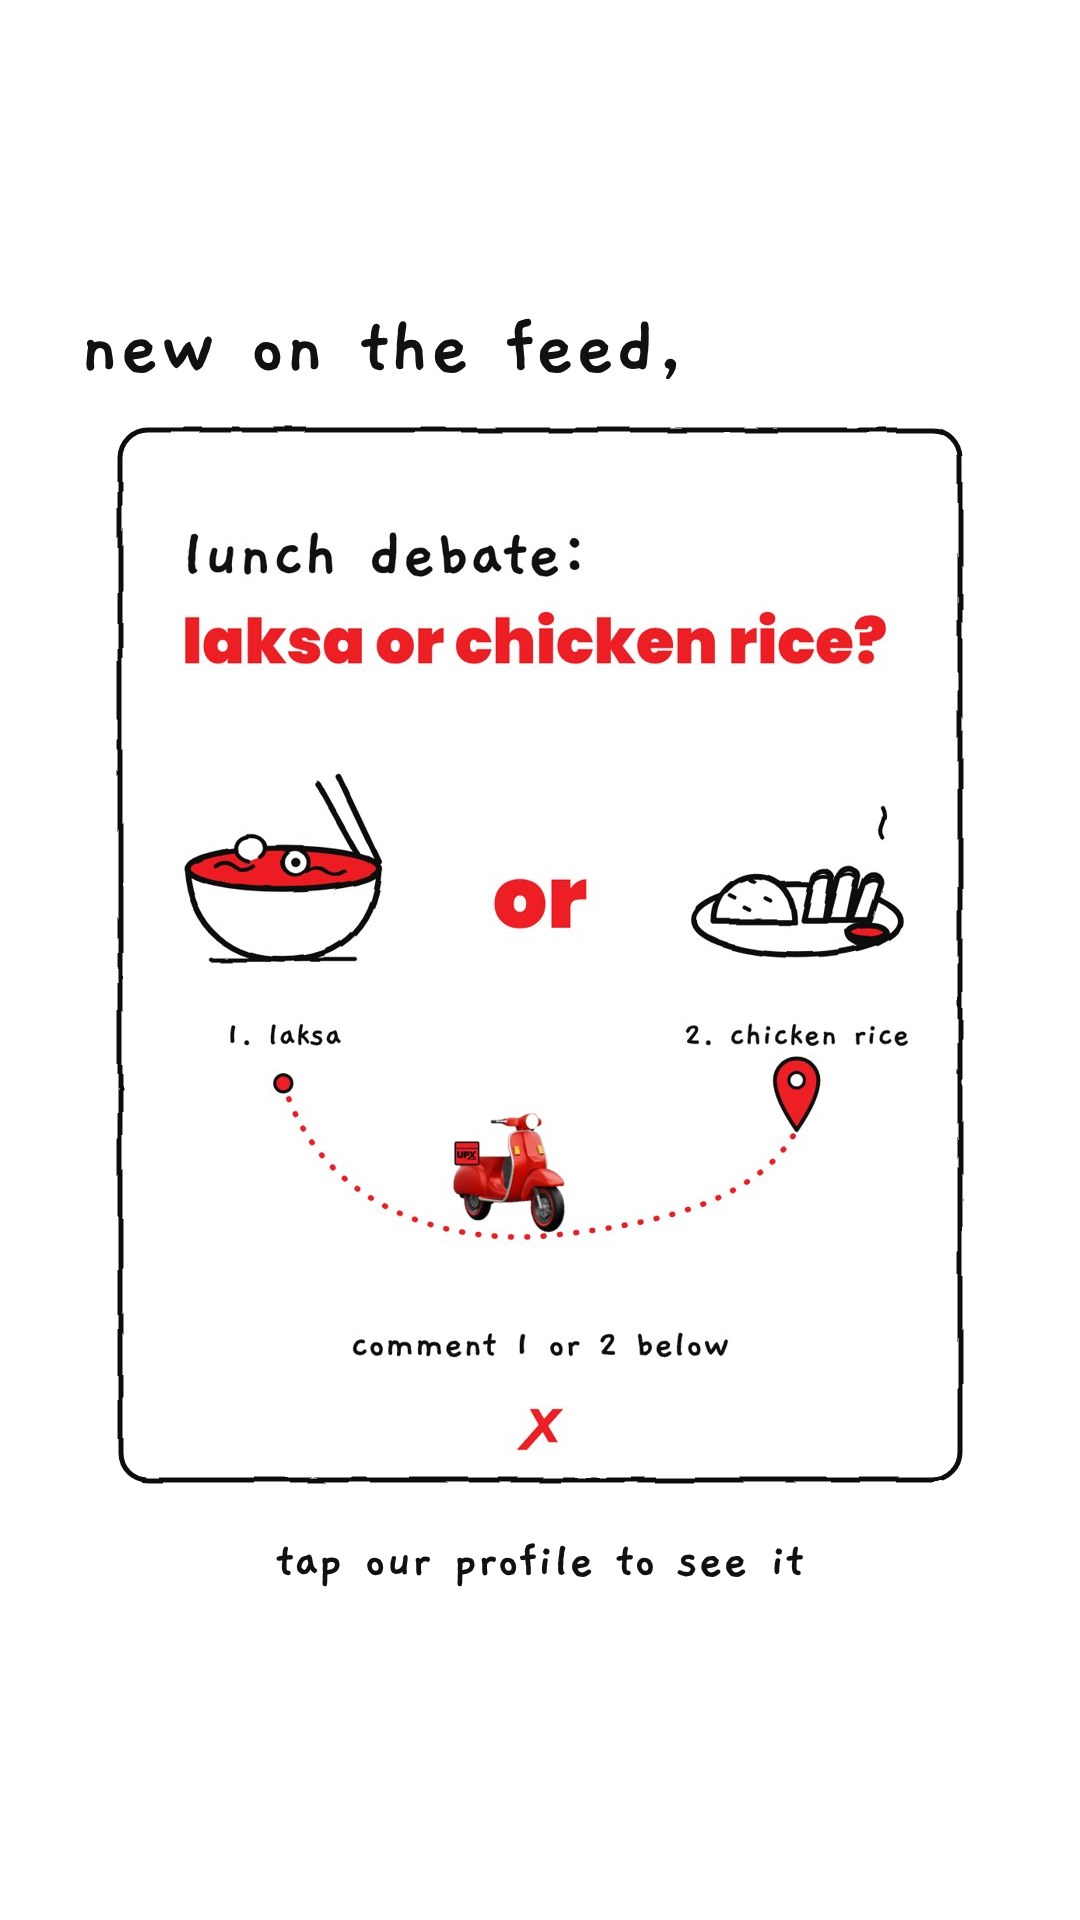 new on the feed,
lunch debate:
laksa or chicken rice?
or
1. laksa
2. chicken rice
UPX
comment 1 or 2 below
X
tap our profile to see it